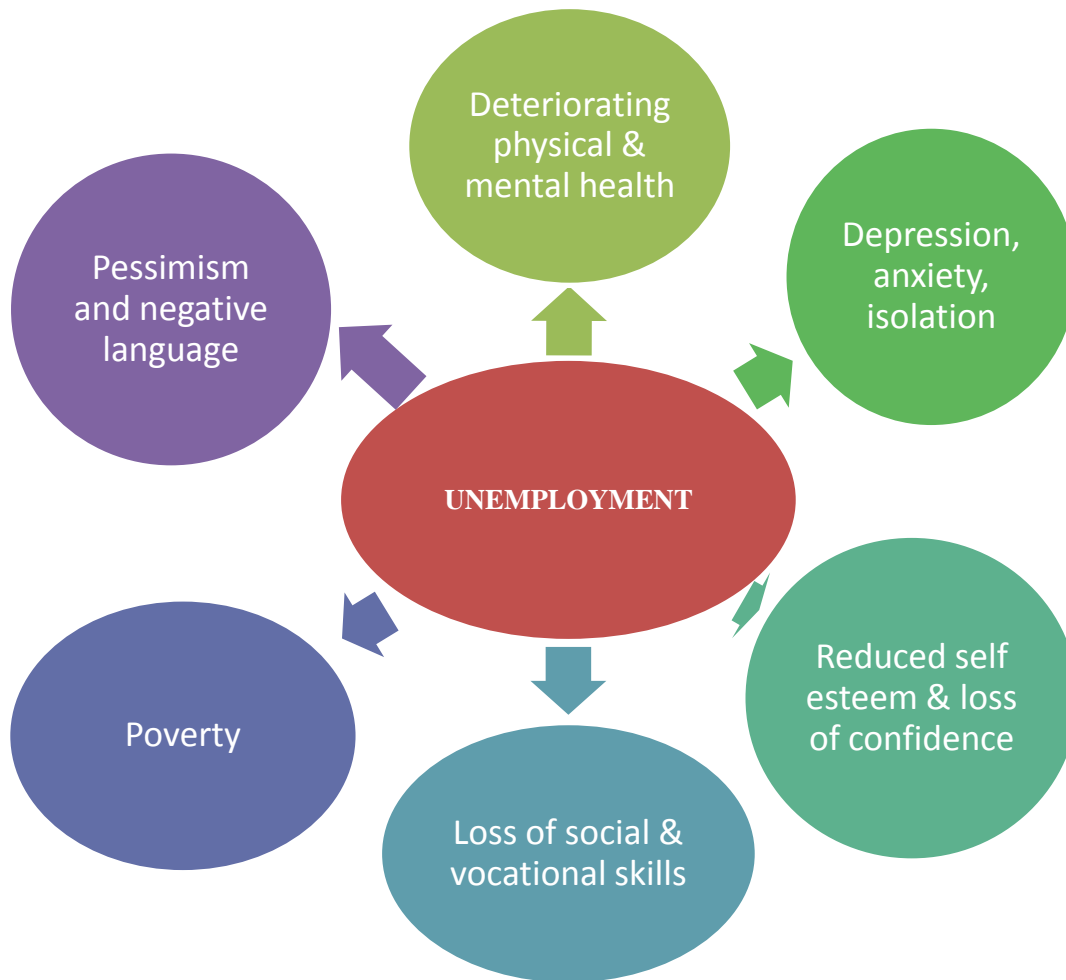 Deteriorating
physical &
mental health
Depression,
anxiety,
isolation
Pessimism
and negative
language
UNEMPLOYMENT
Reduced self
esteem & loss
of confidence
Poverty
Loss of social &
vocational skills